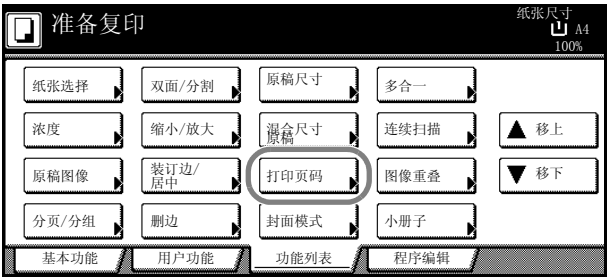 准备复印
纸张尺寸
A4
100%
纸张选择
双面/分割
原稿尺寸
多合一
浓度
缩小/放大
混合尺寸
原稿
连续扫描
移上
原稿图像
装订边/
居中
打印页码
图像重叠
移下
分页/分组
删边
封面模式
小册子
基本功能
用户功能
功能列表
程序编辑